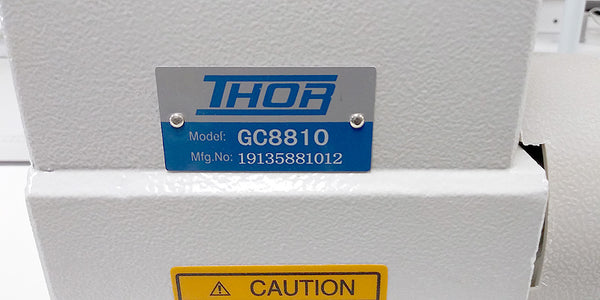 THOR
Model: GC8810
Mfg.No: 19135881012
⚠ CAUTION